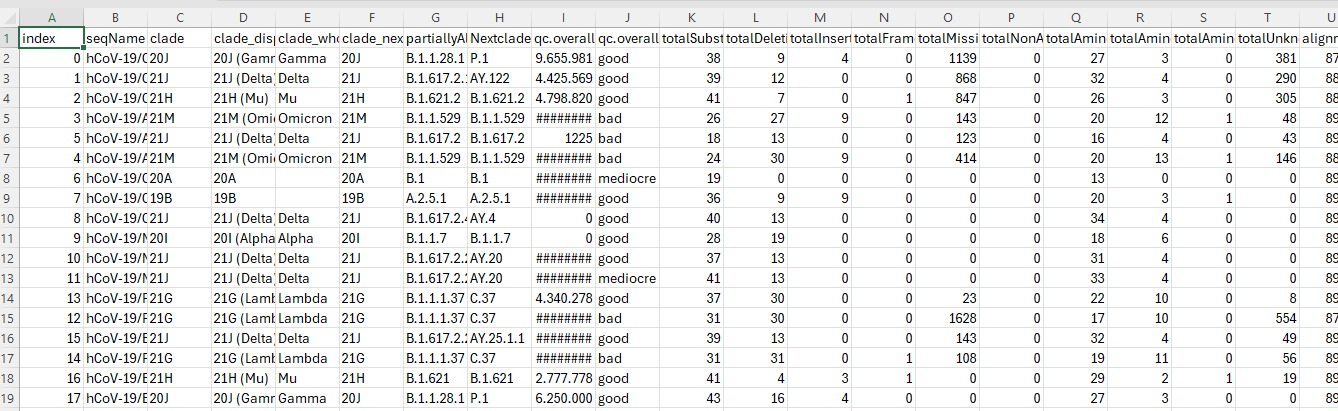 A B C D E F G H I J K L M N O P Q R S T U
1 index seqName clade clade_disp clade_who clade_nex partiallyAl Nextclade qc.overall qc.overall totalSubst totalDeleti totalInsert totalFram totalMissi totalNonA totalAmin totalAmin totalAmin totalUnkn alignn
2 0 hCoV-19/C 20J 20J (Gamn Gamma 20J B.1.1.28.1 P.1 9.655.981 good 38 9 4 0 1139 0 27 3 0 381 87
3 1 hCoV-19/C 21J 21J (Delta) Delta 21J B.1.617.2.: AY.122 4.425.569 good 39 12 0 0 868 0 32 4 0 290 88
4 2 hCoV-19/C 21H 21H (Mu) Mu 21H B.1.621.2 B.1.621.2 4.798.820 good 41 7 0 1 847 0 26 3 0 305 88
5 3 hCoV-19/A 21M 21M (Omi Omicron 21M B.1.1.529 B.1.1.529 ######## bad 26 27 9 0 143 0 20 12 1 48 89
6 5 hCoV-19/A 21J 21J (Delta) Delta 21J B.1.617.2 B.1.617.2 1225 bad 18 13 0 0 123 0 16 4 0 43 89
7 4 hCoV-19/A 21M 21M (Omi Omicron 21M B.1.1.529 B.1.1.529 ######## bad 24 30 9 0 414 0 20 13 1 146 88
8 6 hCoV-19/C 20A 20A 20A B.1 B.1 ######## mediocre 19 0 0 0 0 0 13 0 0 0 89
9 7 hCoV-19/C 19B 19B 19B A.2.5.1 A.2.5.1 ######## good 36 9 9 0 0 0 20 3 1 0 89
10 8 hCoV-19/C 21J 21J (Delta) Delta 21J B.1.617.2.4 AY.4 0 good 40 13 0 0 0 0 34 4 0 0 89
11 9 hCoV-19/N 20I 20I (Alpha Alpha 20I B.1.1.7 B.1.1.7 0 good 28 19 0 0 0 0 18 6 0 0 89
12 10 hCoV-19/N 21J 21J (Delta) Delta 21J B.1.617.2.2 AY.20 ######## good 37 13 0 0 0 0 31 4 0 0 89
13 11 hCoV-19/N 21J 21J (Delta) Delta 21J B.1.617.2.2 AY.20 ######## mediocre 41 13 0 0 0 0 33 4 0 0 89
14 13 hCoV-19/F 21G 21G (Lamb Lambda 21G B.1.1.1.37 C.37 4.340.278 good 37 30 0 0 23 0 22 10 0 8 89
15 12 hCoV-19/F 21G 21G (Lamb Lambda 21G B.1.1.1.37 C.37 ######## bad 31 30 0 0 1628 0 17 10 0 554 87
16 15 hCoV-19/F 21J 21J (Delta) Delta 21J B.1.617.2.2 AY.25.1.1 ######## good 39 13 0 0 143 0 32 4 0 49 89
17 14 hCoV-19/F 21G 21G (Lamb Lambda 21G B.1.1.1.37 C.37 ######## bad 31 31 0 1 108 0 19 11 0 56 89
18 16 hCoV-19/E 21H 21H (Mu) Mu 21H B.1.621 B.1.621 2.777.778 good 41 4 3 1 0 0 29 2 1 19 89
19 17 hCoV-19/E 20J 20J (Gamn Gamma 20J B.1.1.28.1 P.1 6.250.000 good 43 16 4 0 0 0 27 3 0 0 89